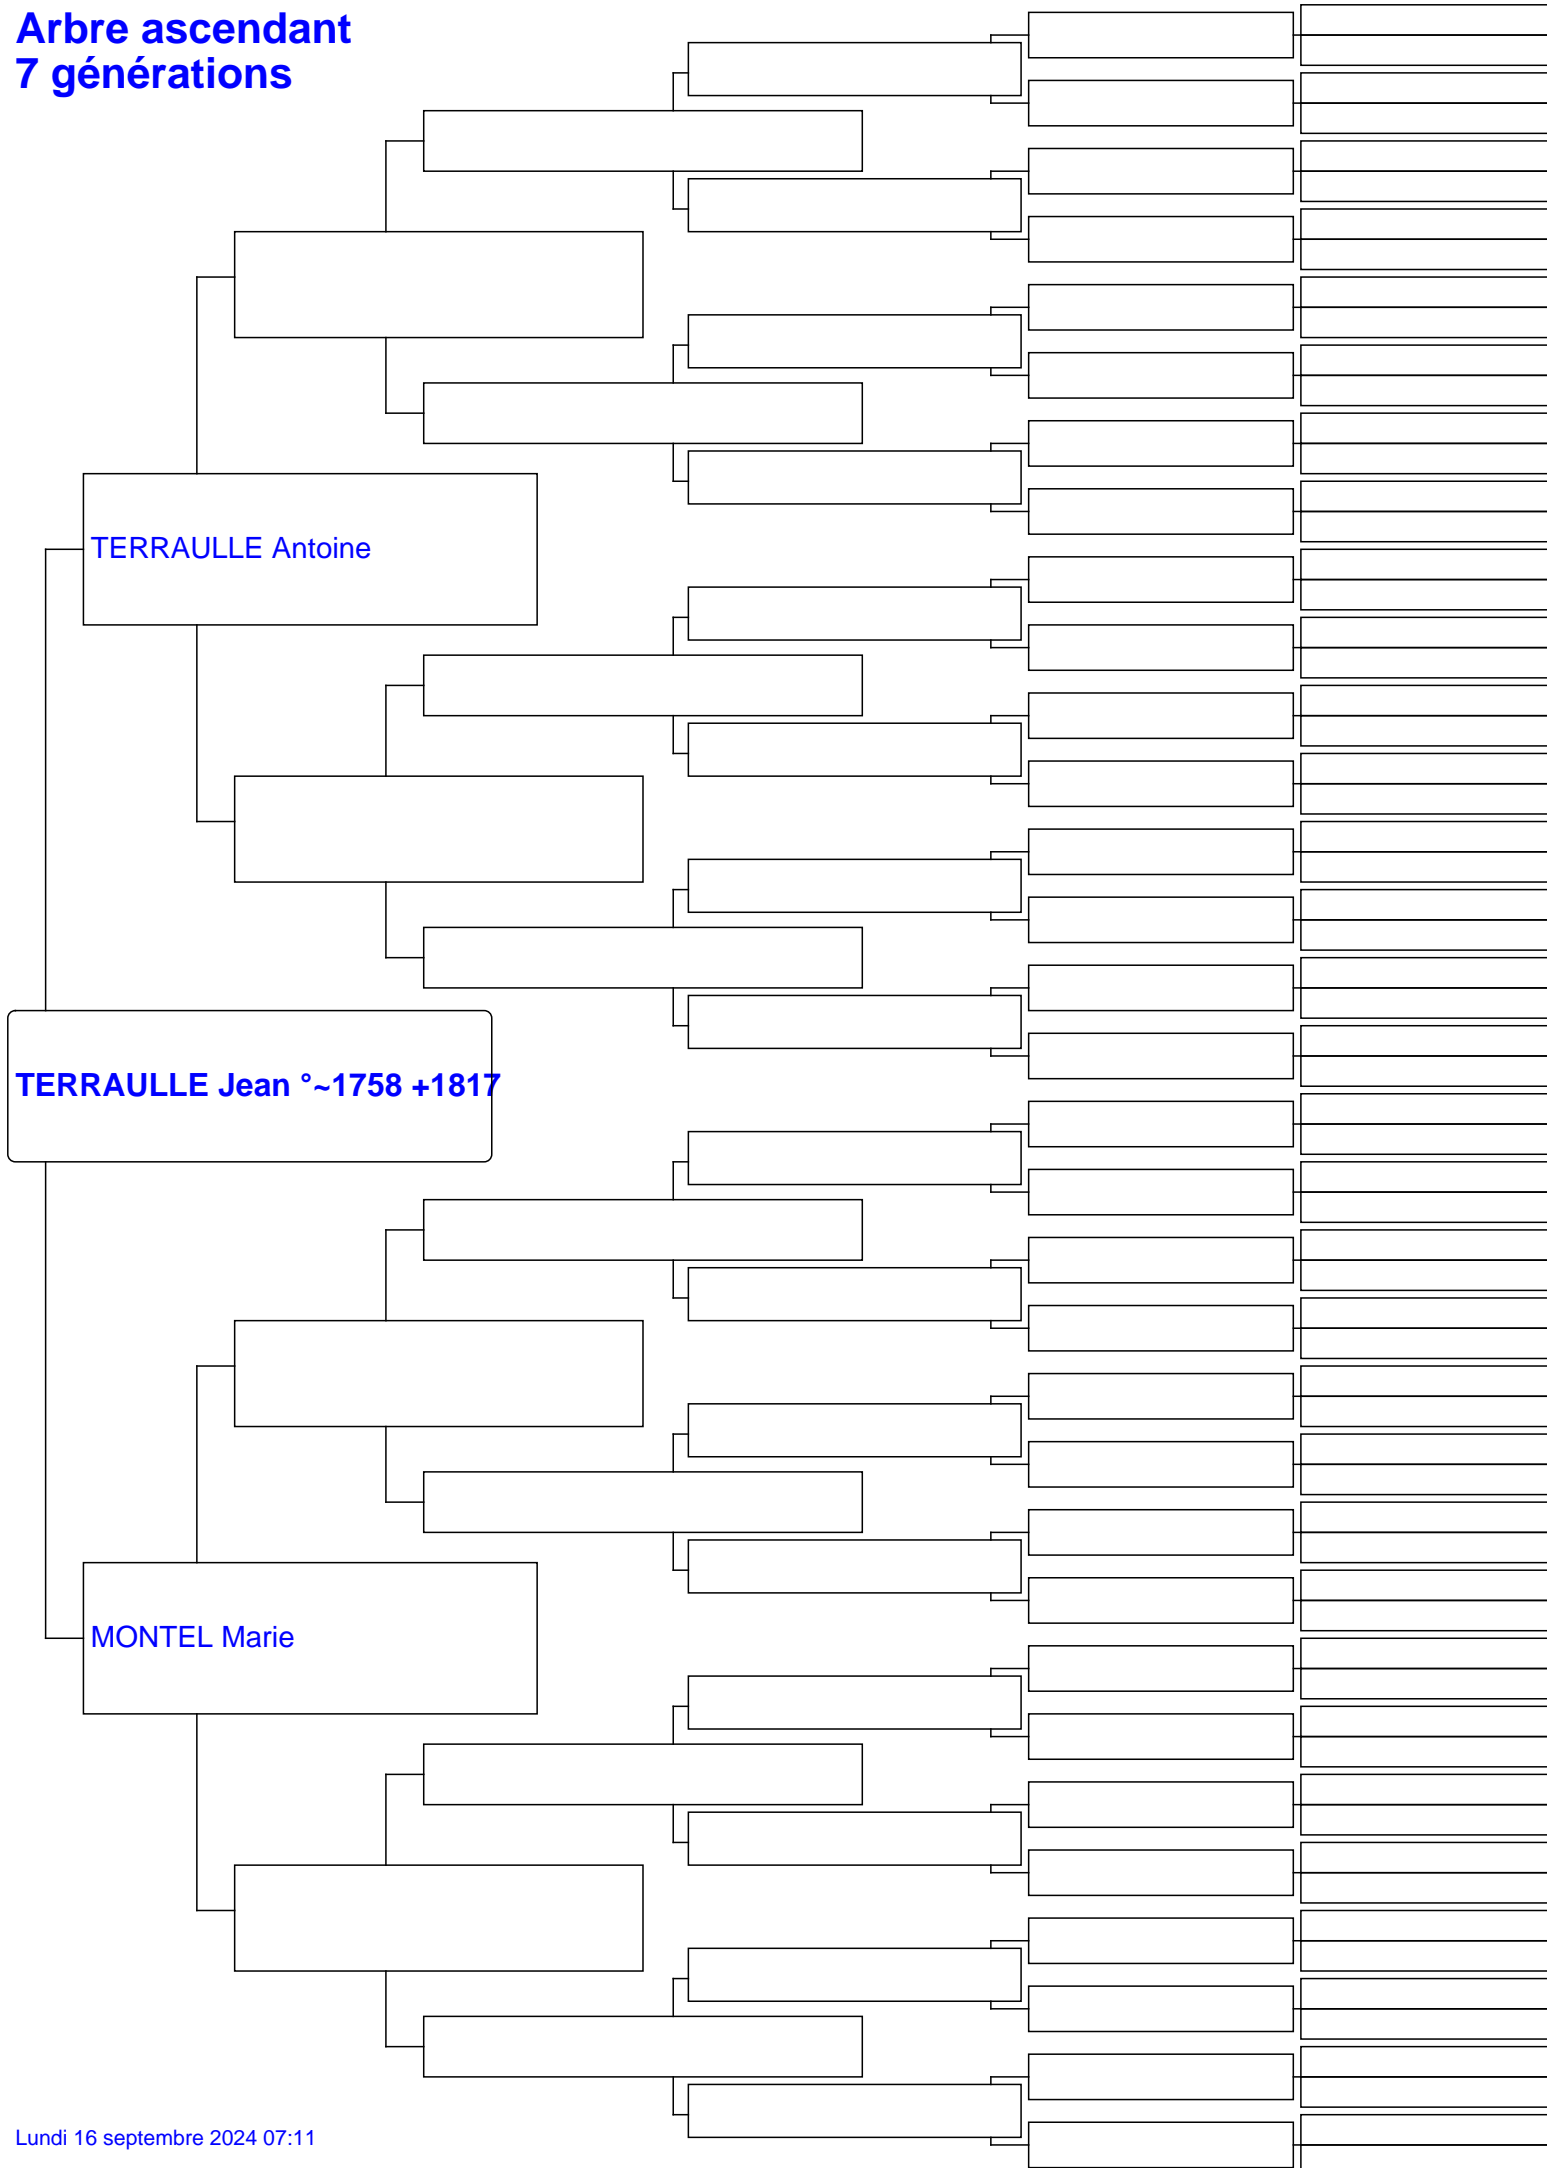 Arbre ascendant
7 générations
TERRAULLE Antoine
TERRAULLE Jean °~1758 +1817
MONTEL Marie
Lundi 16 septembre 2024 07:11